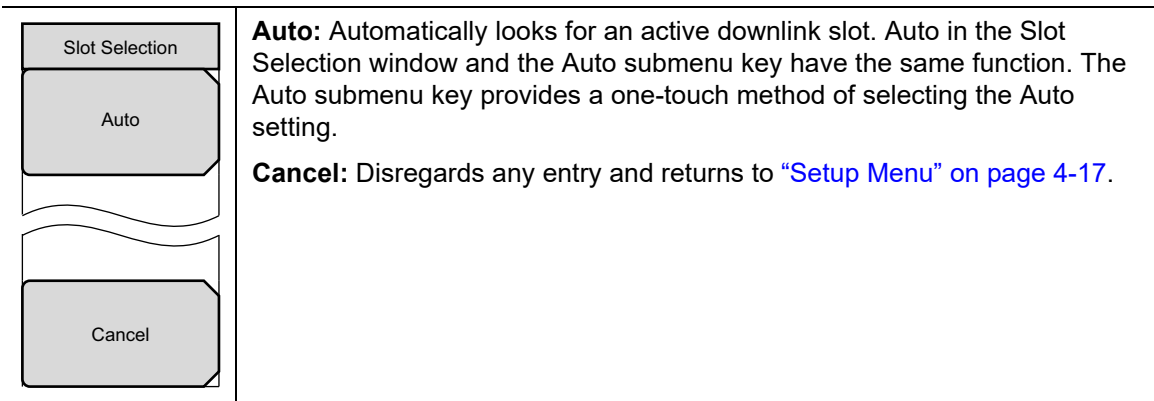 Slot Selection
Auto
Cancel
Auto: Automatically looks for an active downlink slot. Auto in the Slot
Selection window and the Auto submenu key have the same function. The
Auto submenu key provides a one-touch method of selecting the Auto
setting.
Cancel: Disregards any entry and returns to “Setup Menu” on page 4-17.